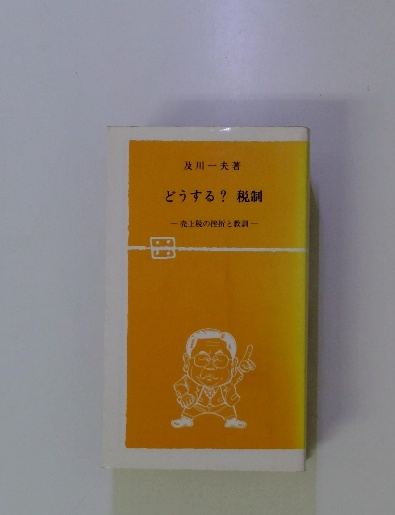 及川一夫著
どうする？ 税制
―売上税の挫折と教訓―